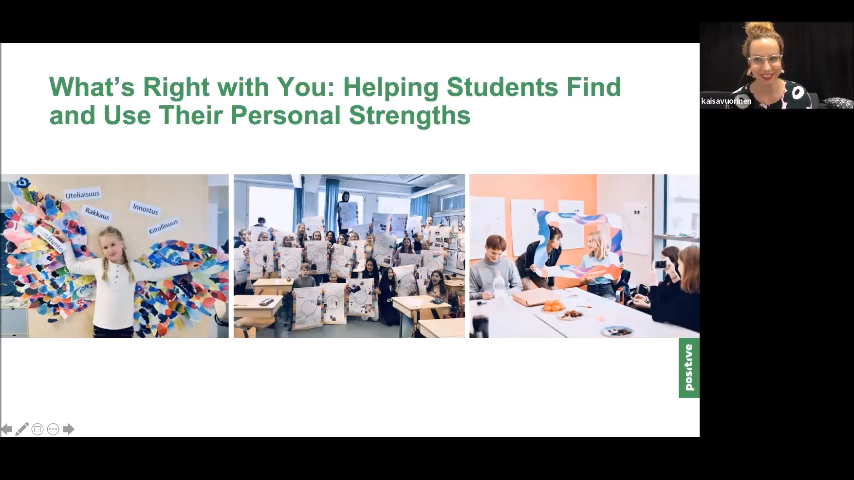 What's Right with You: Helping Students Find
and Use Their Personal Strengths
Uteliaisuus
Rakkaus
Innostus
Kiitollisuus
positive
kaisavuorinen